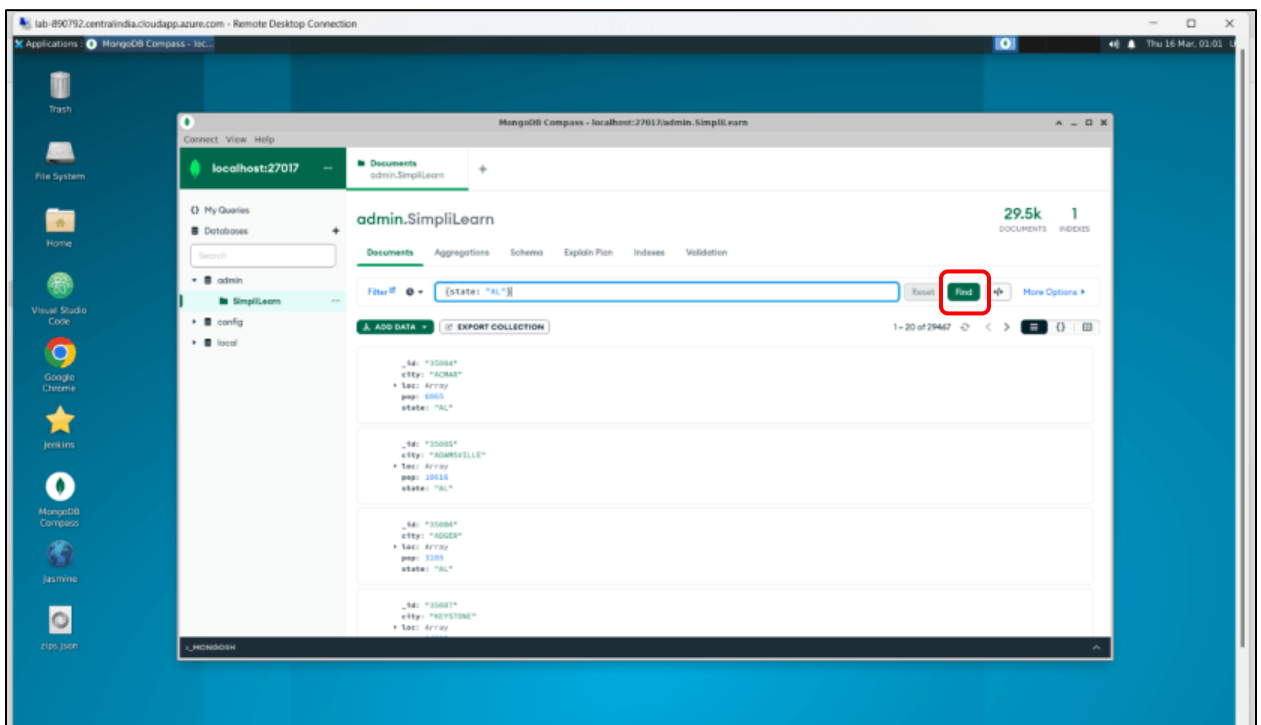 lab-890792.centralindia.cloudapp.azure.com - Remote Desktop Connection
Applications : MongoDB Compass - loc...
Thu 16 Mar, 01:01 U
Trash
File System
Home
Visual Studio
Code
Google
Chrome
Jenkins
MongoDB
Compass
Jasmine
zips.json
MongoDB Compass - localhost:27017/admin.SimpliLearn
Connect View Help
localhost:27017
Documents
admin.SimpliLearn
My Queries
Databases
Search
admin
SimpliLearn
config
local
admin.SimpliLearn
29.5k 1
DOCUMENTS INDEXES
Documents Aggregations Schema Explain Plan Indexes Validation
Filter {state: "AL"} Reset Find More Options
ADD DATA EXPORT COLLECTION 1 - 20 of 29467
_id: "35004"
city: "ACMAR"
loc: Array
pop: 6055
state: "AL"
_id: "35005"
city: "ADAMSVILLE"
loc: Array
pop: 10616
state: "AL"
_id: "35006"
city: "ADGER"
loc: Array
pop: 3205
state: "AL"
_id: "35007"
city: "KEYSTONE"
loc: Array
>_MONGOSH